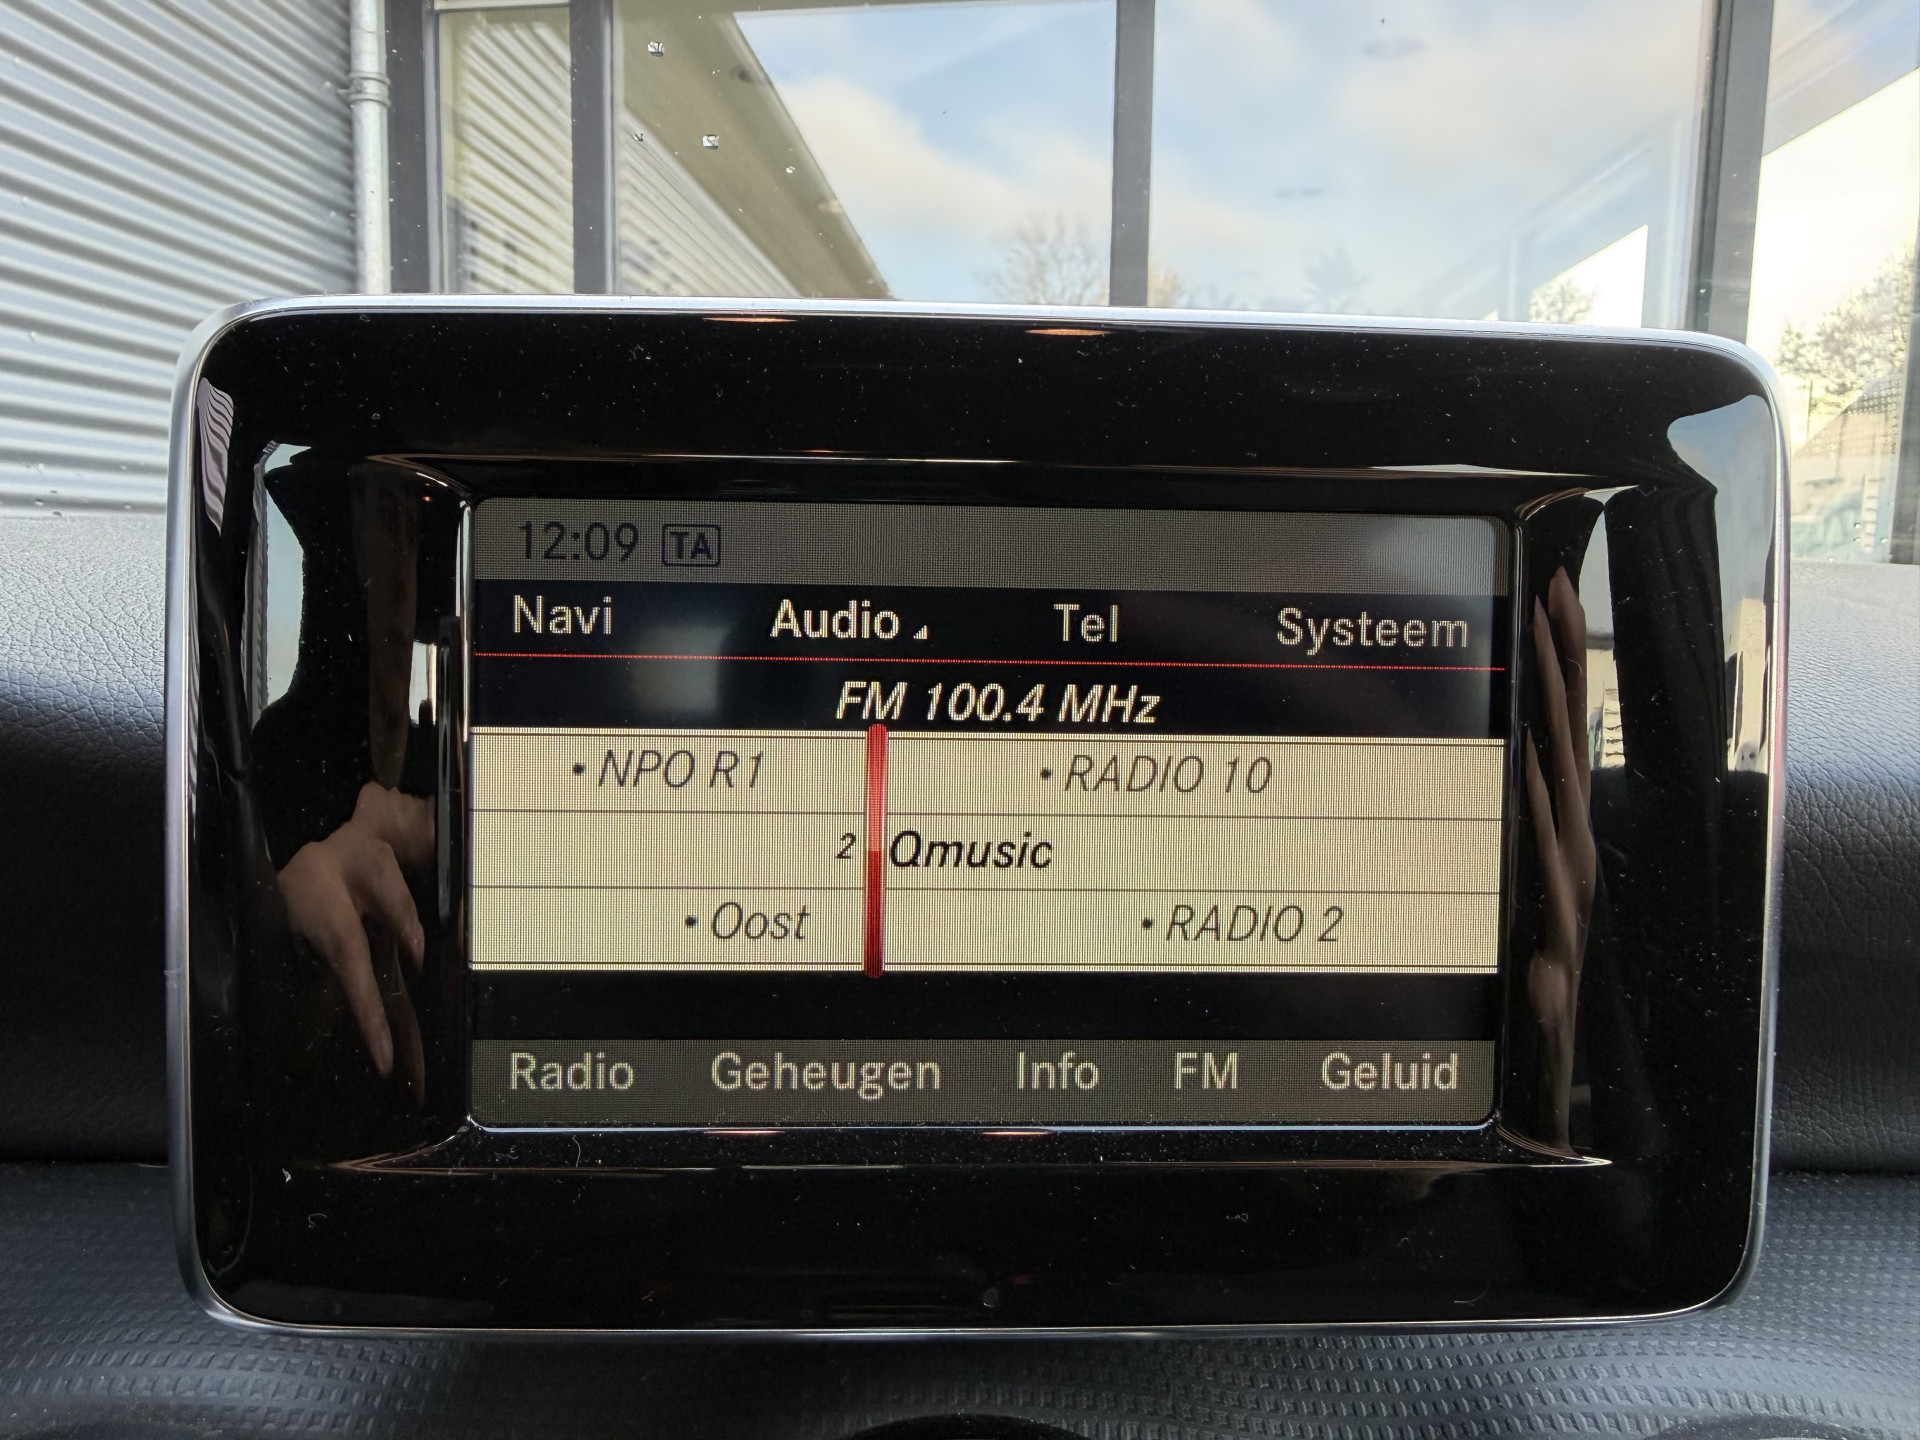 12:09 TA
Navi Audio Tel Systeem
FM 100.4 MHz
• NPO R1 • RADIO 10
2 Qmusic
• Oost • RADIO 2
Radio Geheugen Info FM Geluid